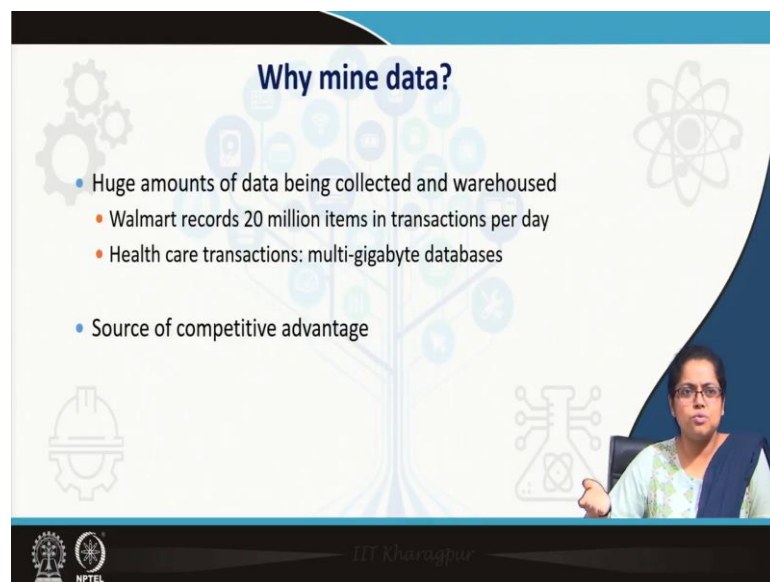 Why mine data?
Huge amounts of data being collected and warehoused
Walmart records 20 million items in transactions per day
Health care transactions: multi-gigabyte databases
Source of competitive advantage
IIT Kharagpur
NPTEL